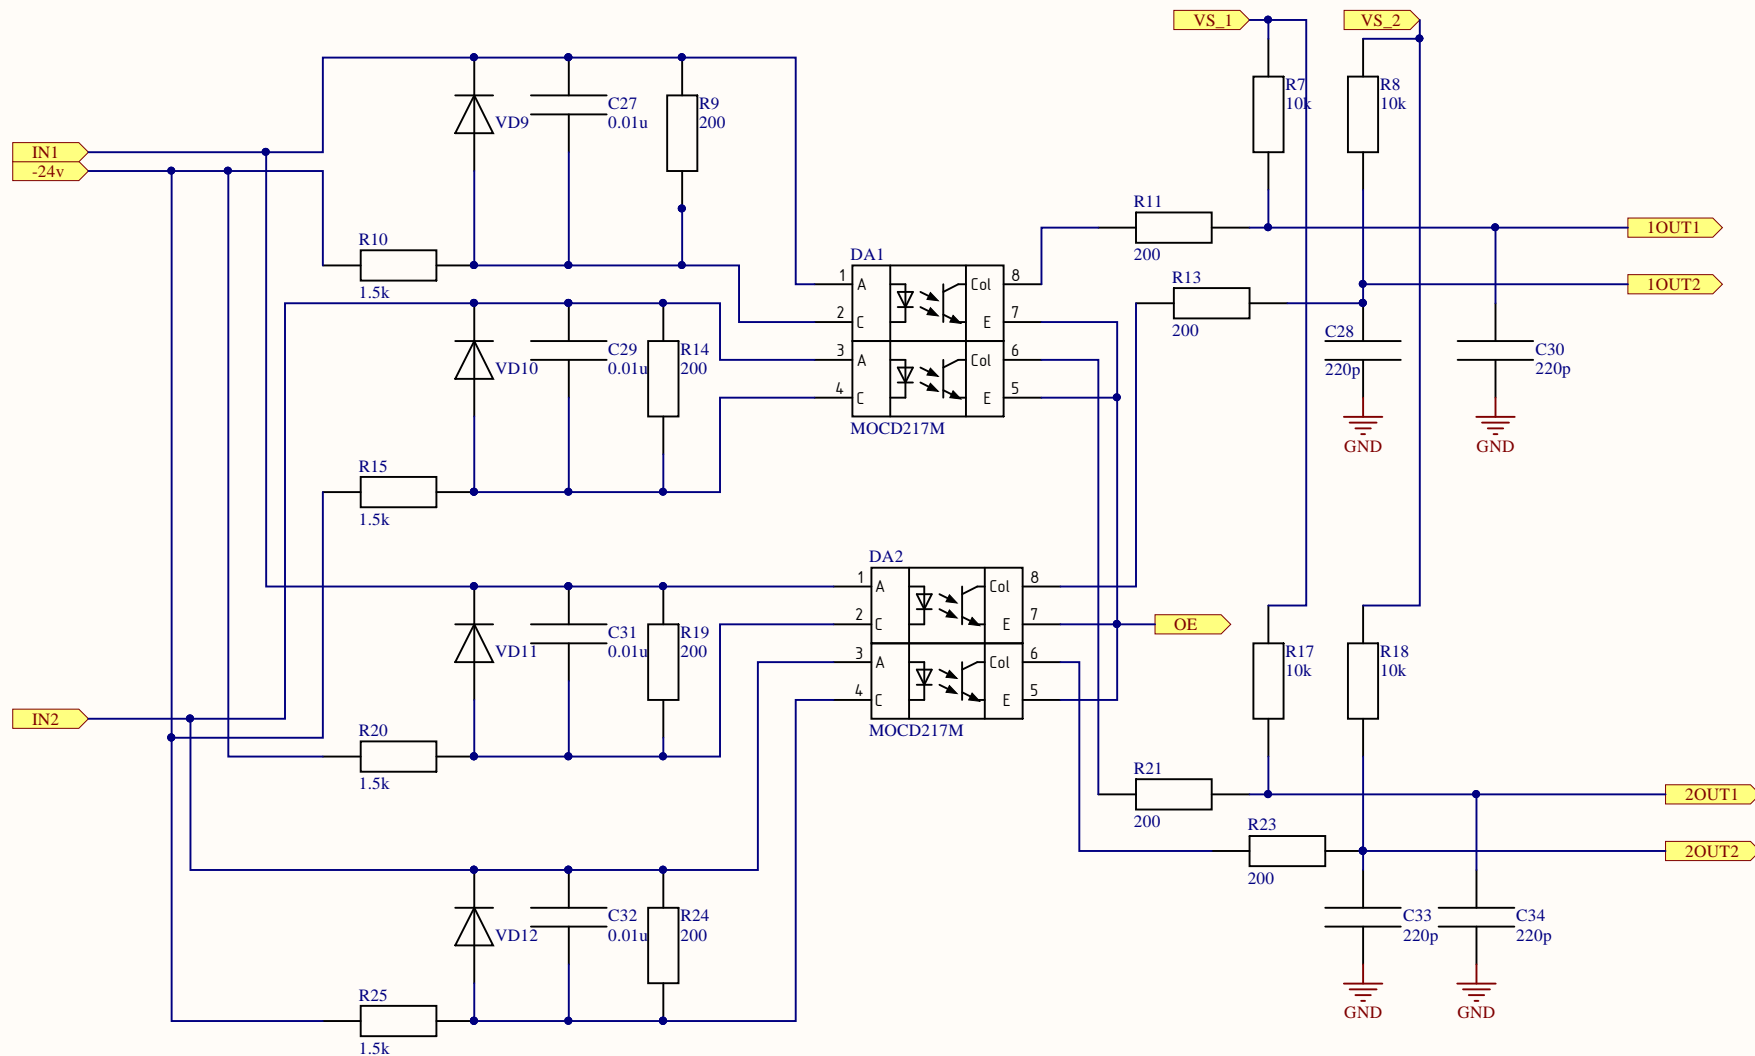 VS_1
VS_2
R7
10k
R8
10k
C27
0.01u
R9
200
VD9
IN1
-24v
R11
200
1OUT1
R10
1.5k
DA1
1
A
Col
8
2
C
E
7
3
A
Col
6
4
C
E
5
MOCD217M
R13
200
1OUT2
C28
220p
C30
220p
GND
GND
C29
0.01u
R14
200
VD10
R15
1.5k
DA2
1
A
Col
8
2
C
E
7
3
A
Col
6
4
C
E
5
MOCD217M
OE
C31
0.01u
R19
200
VD11
R17
10k
R18
10k
IN2
R20
1.5k
R21
200
2OUT1
R23
200
2OUT2
C32
0.01u
R24
200
VD12
C33
220p
C34
220p
R25
1.5k
GND
GND